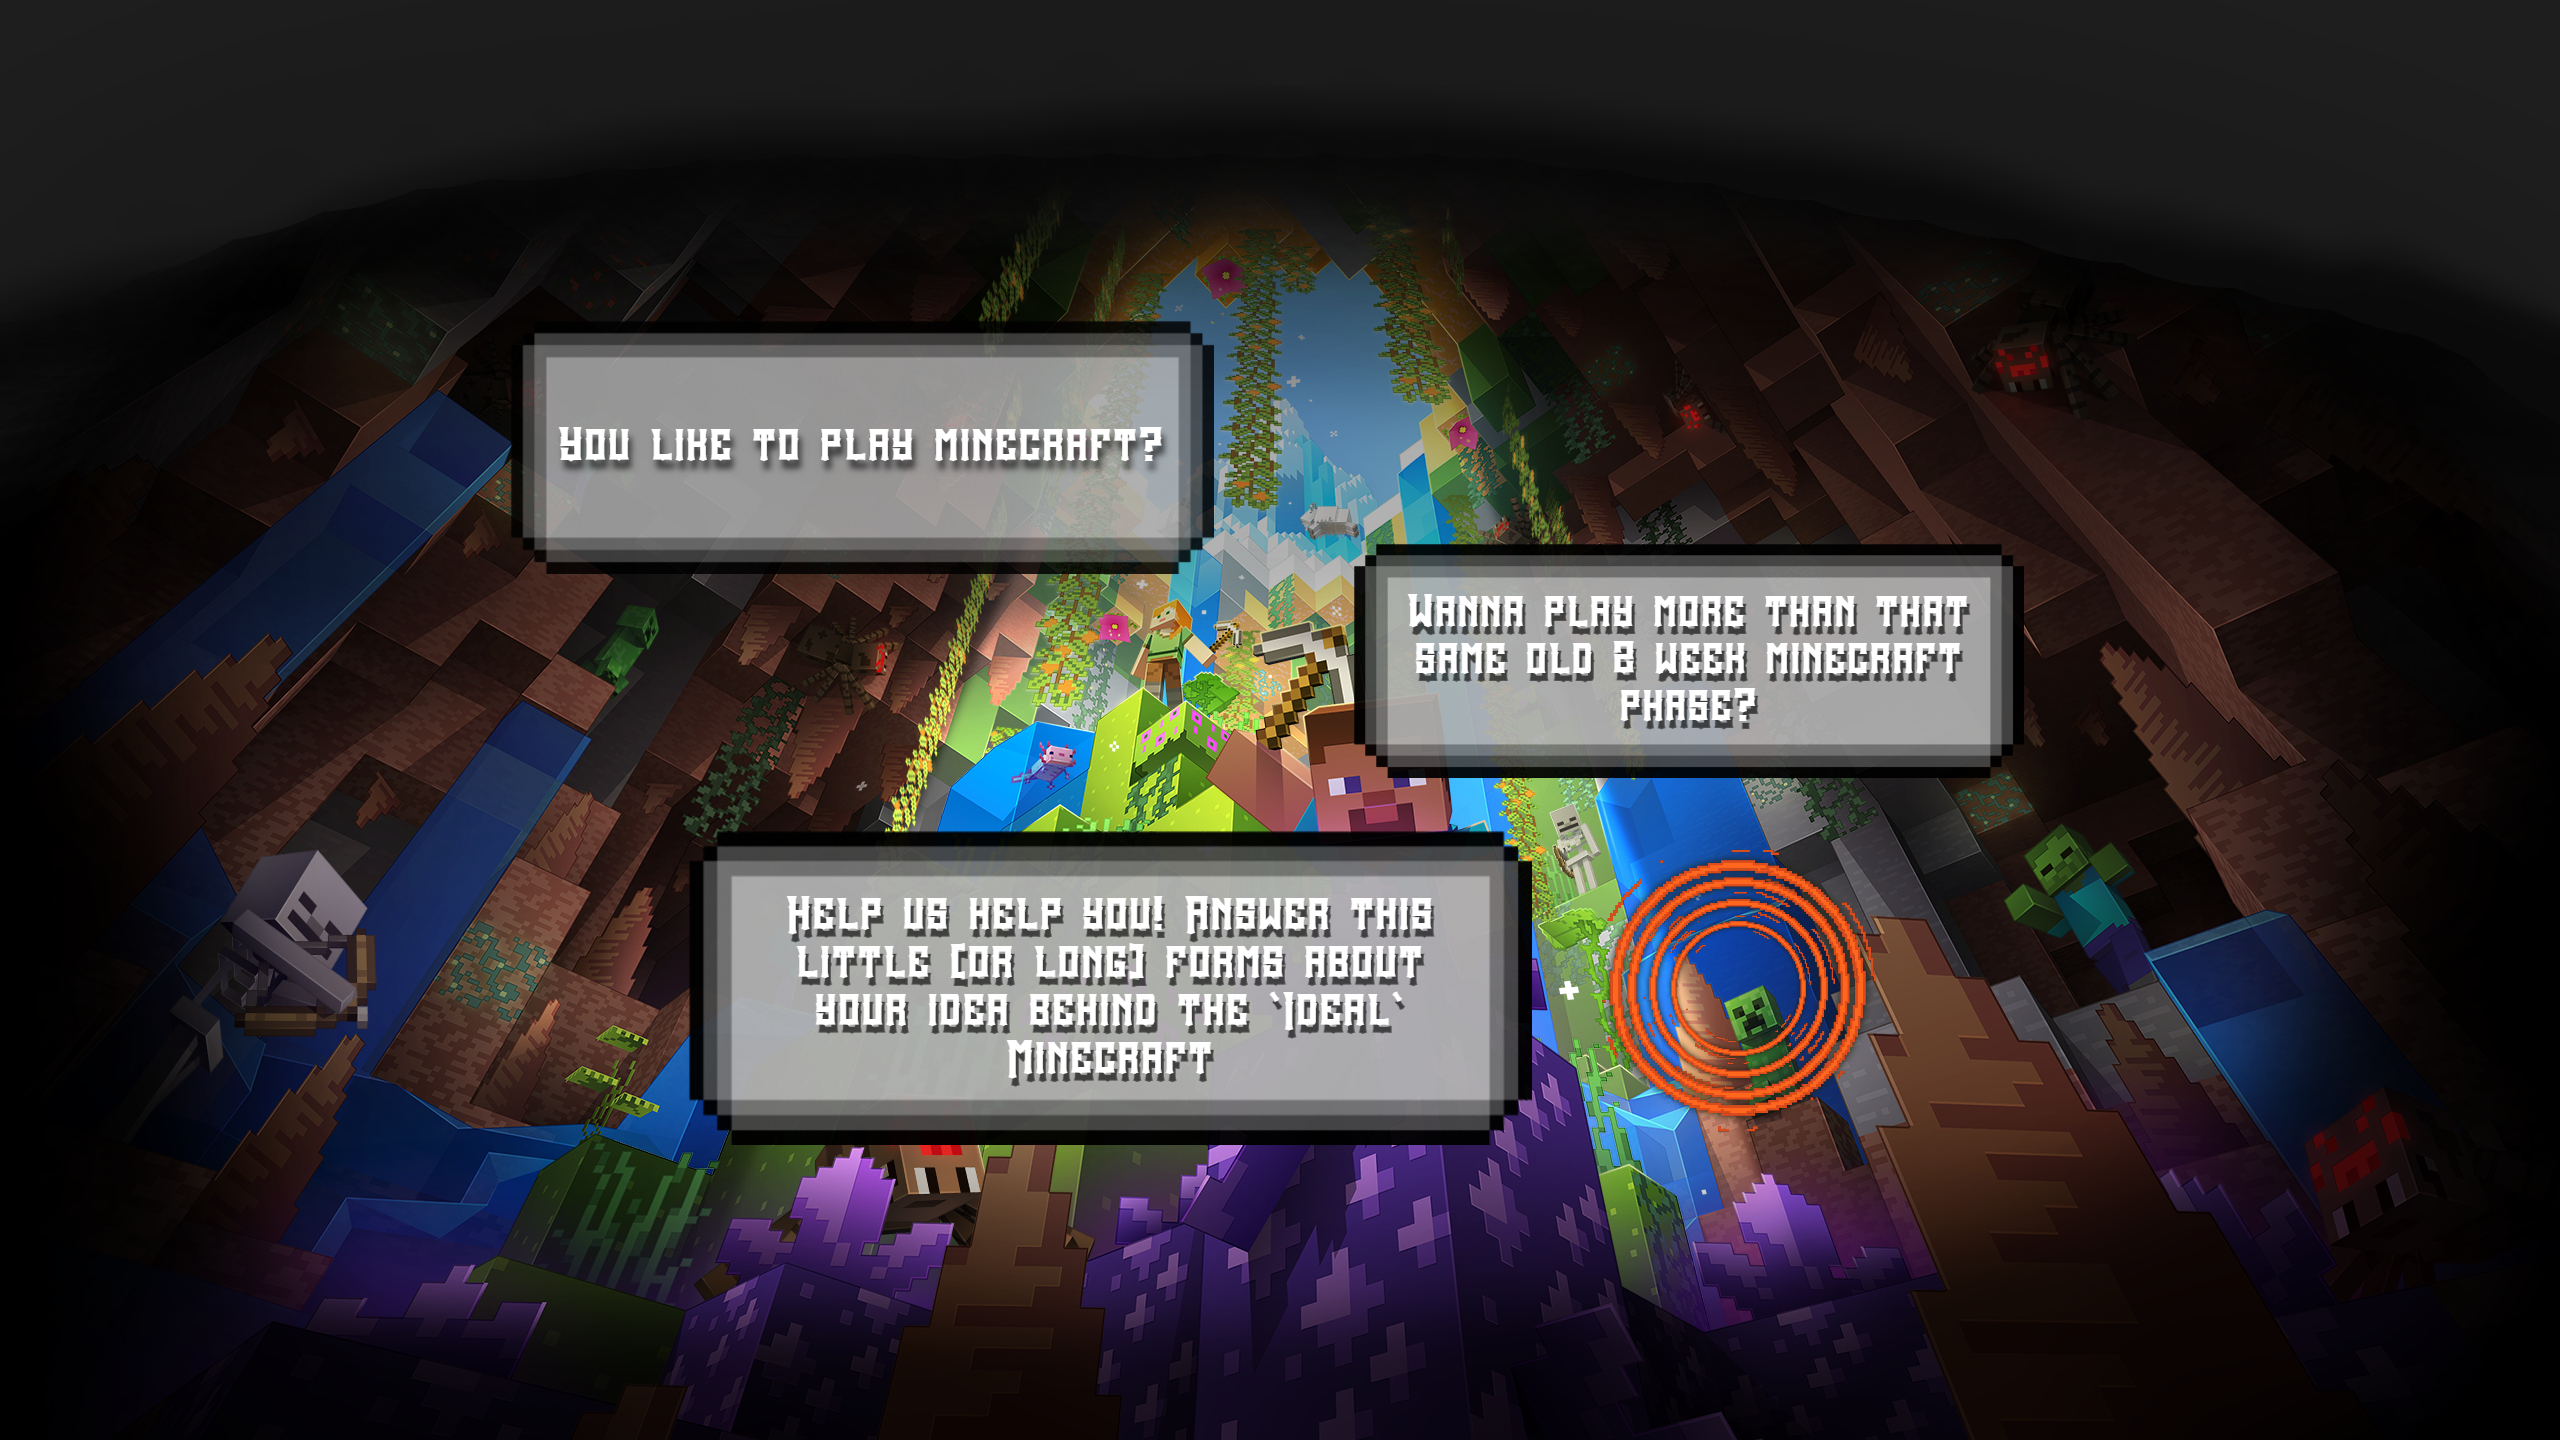 You like to play minecraft?
Wanna play more than that
same old 8 week minecraft
phase?
Help us help you! Answer this
little (or long) forms about
your idea behind the `Ideal`
Minecraft